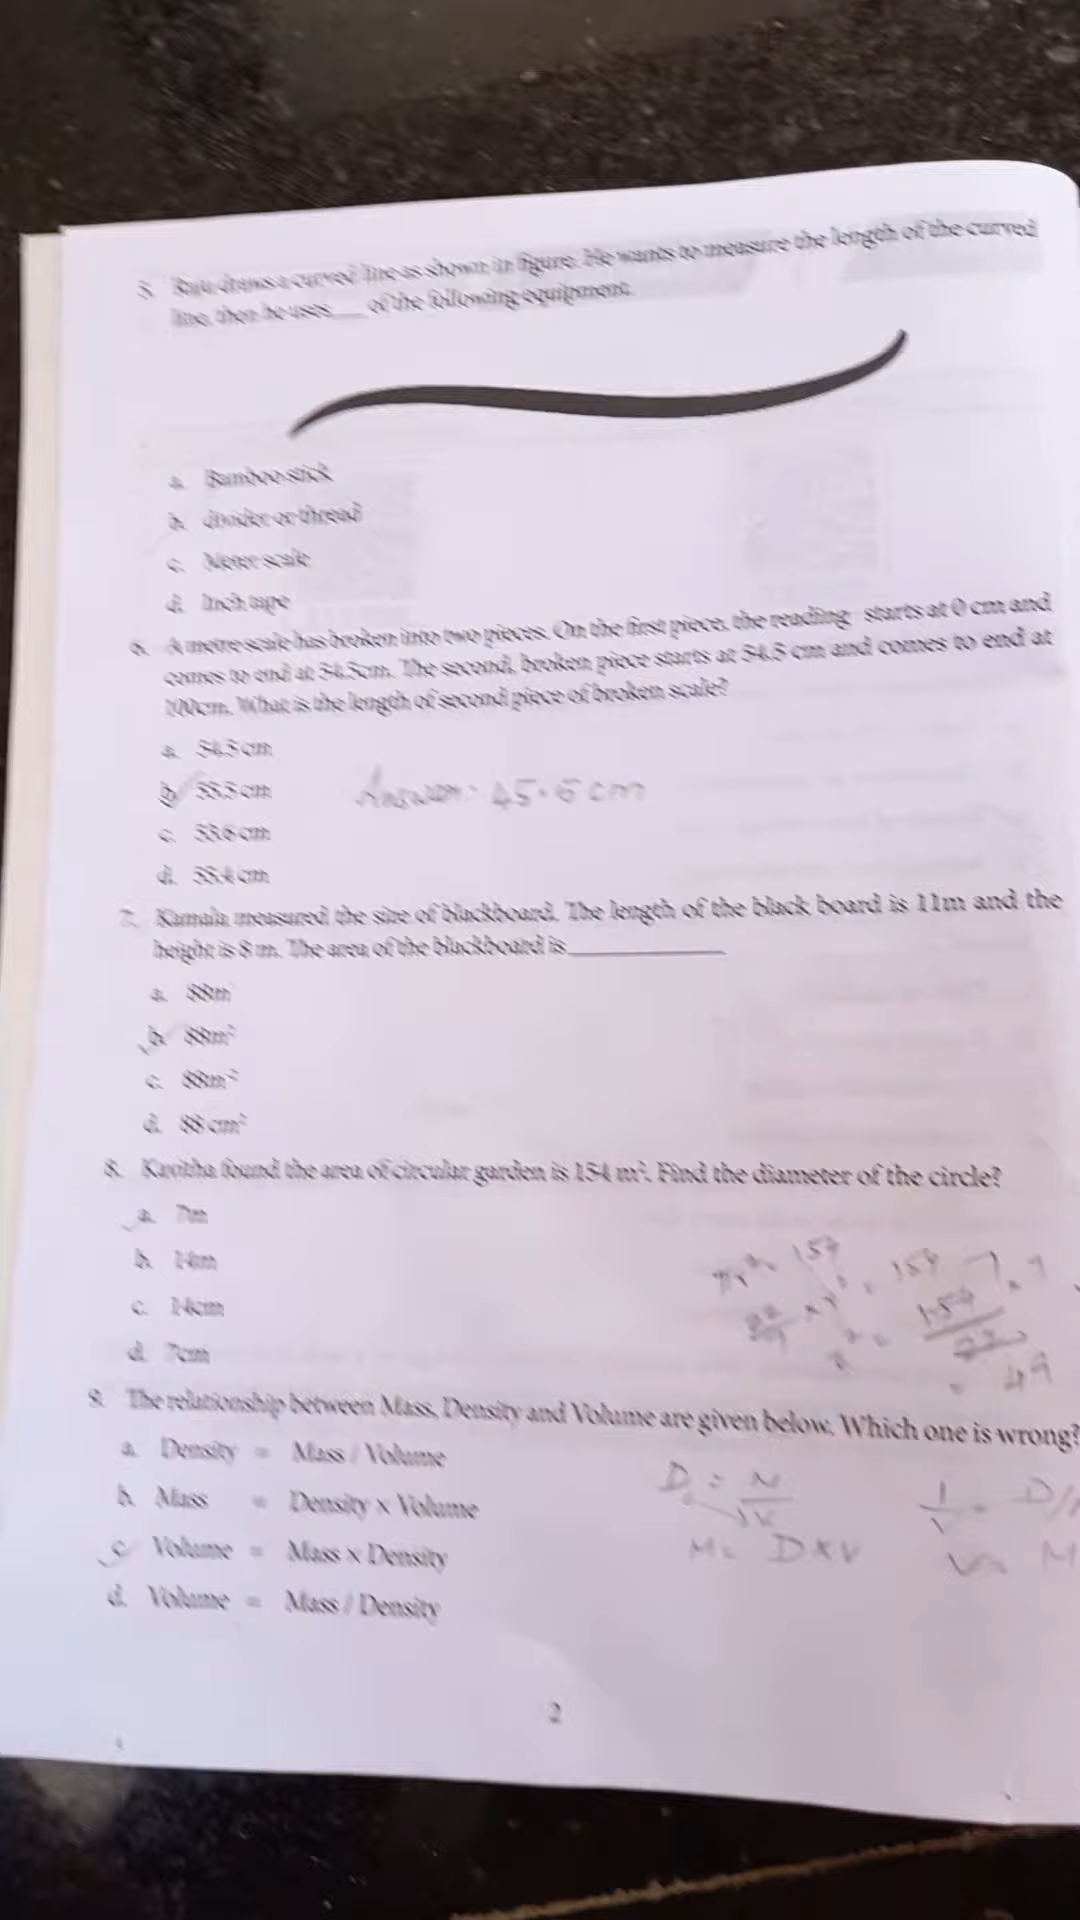 5. Raju draws a curved line as shown in figure. He wants to measure the length of the curved
line, then he uses___ of the following equipment.
a. Bamboo stick
b. divider or thread
c. Meter scale
d. Inch tape
6. A metre scale has broken into two pieces. On the first piece, the reading starts at 0 cm and
comes to end at 54.5cm. The second, broken piece starts at 54.5 cm and comes to end at
100cm. What is the length of second piece of broken scale?
a. 54.5 cm
b. 55.5 cm
Answer: 45.5 cm
c. 55.6 cm
d. 55.4 cm
7. Kamala measured the size of blackboard. The length of the black board is 11m and the
height is 8 m. The area of the blackboard is___________
a. 88m
b. 88m²
c. 88m⁻²
d. 88 cm²
8. found the area of circular garden is 154 m². Find the diameter of the circle?
a. 7m
b. 14m
c. 14cm
d. 7cm
πr² = 154
9. The relationship between Mass, Density and Volume are given below. Which one is wrong?
a. Density = Mass / Volume
b. Mass = Density x Volume
c. Volume = Mass x Density
d. Volume = Mass / Density
M = D x V
2